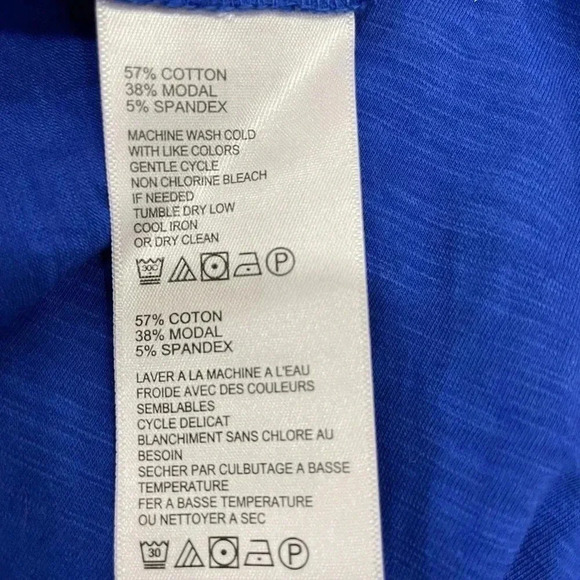 57% COTTON
38% MODAL
5% SPANDEX
MACHINE WASH COLD
WITH LIKE COLORS
GENTLE CYCLE
NON CHLORINE BLEACH
IF NEEDED
TUMBLE DRY LOW
COOL IRON
OR DRY CLEAN
30C P
57% COTON
38% MODAL
5% SPANDEX
LAVER A LA MACHINE A L'EAU
FROIDE AVEC DES COULEURS
SEMBLABLES
CYCLE DELICAT
BLANCHIMENT SANS CHLORE AU
BESOIN
SECHER PAR CULBUTAGE A BASSE
TEMPERATURE
FER A BASSE TEMPERATURE
OU NETTOYER A SEC
30 P